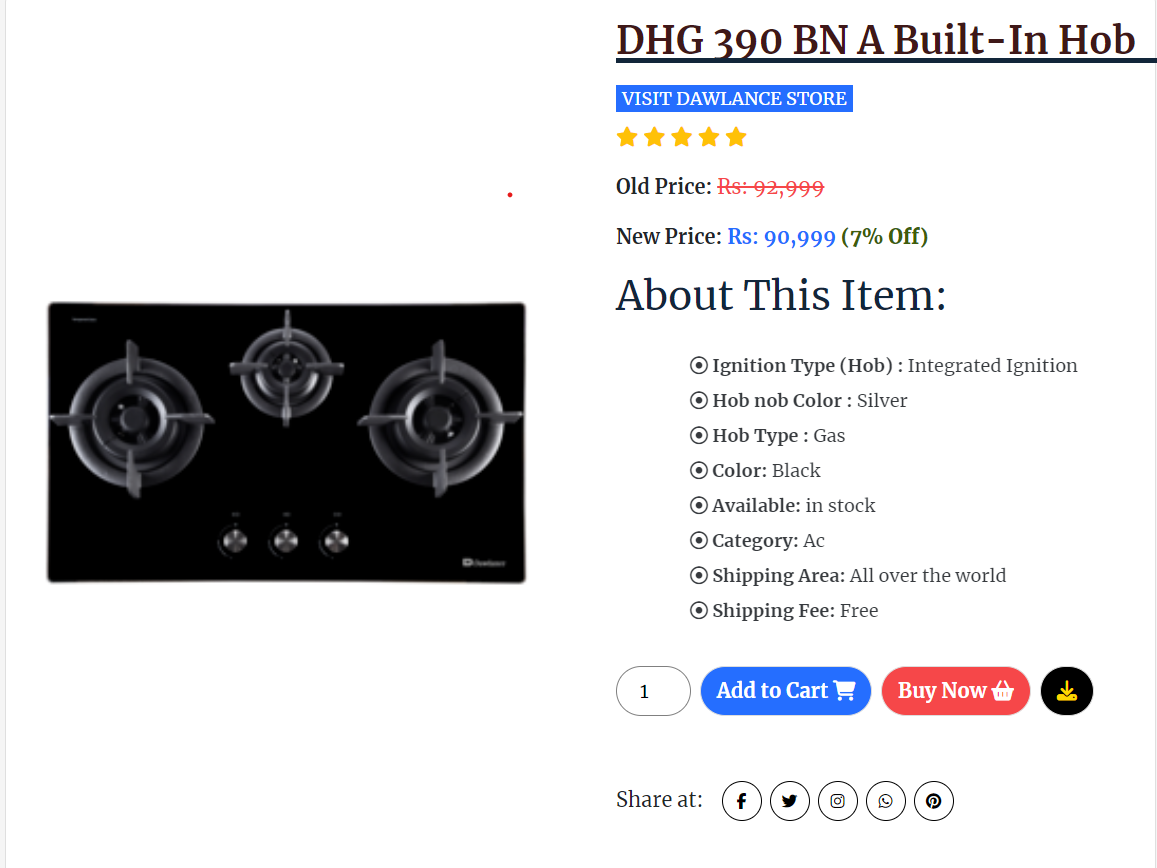 DHG 390 BN A Built-In Hob
VISIT DAWLANCE STORE
Old Price: Rs: 92,999
New Price: Rs: 90,999 (7% Off)
About This Item:
Ignition Type (Hob) : Integrated Ignition
Hob nob Color : Silver
Hob Type : Gas
Color: Black
Available: in stock
Category: Ac
Shipping Area: All over the world
Shipping Fee: Free
1 Add to Cart Buy Now
Share at:
Dawlance